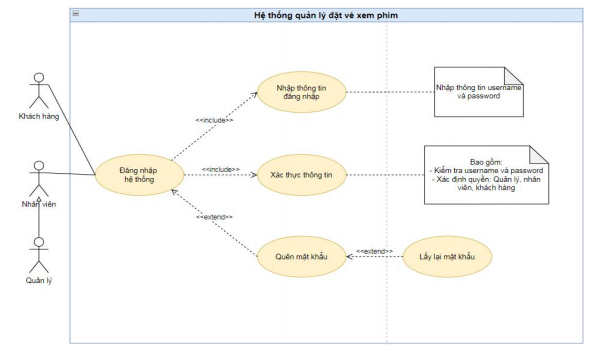 Hệ thống quản lý đặt vé xem phim
Khách hàng
Nhân viên
Quản lý
Đăng nhập
hệ thống
<<include>>
Nhập thông tin
đăng nhập
Nhập thông tin username
và password
<<include>>
Xác thực thông tin
Bao gồm:
- Kiểm tra username và password
- Xác định quyền: Quản lý, nhân
viên, khách hàng
<<extend>>
Quên mật khẩu
<<extend>>
Lấy lại mật khẩu